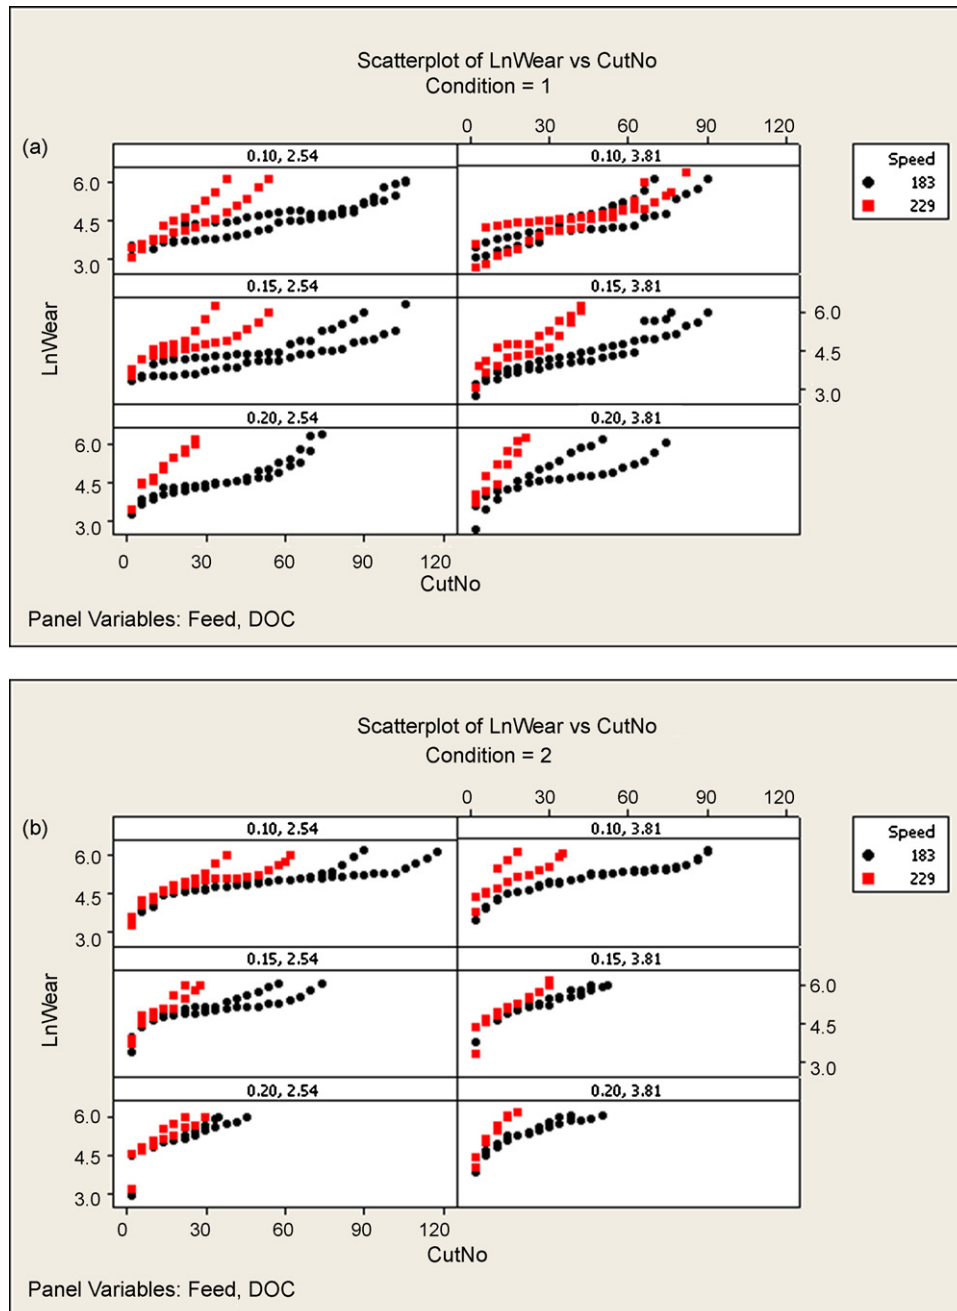 Scatterplot of LnWear vs CutNo
Condition = 1
(a)
0 30 60 90 120
0.10, 2.54
0.10, 3.81
Speed
183
229
6.0
4.5
3.0
0.15, 2.54
0.15, 3.81
LnWear
6.0
4.5
3.0
0.20, 2.54
0.20, 3.81
6.0
4.5
3.0
0 30 60 90 120
CutNo
Panel Variables: Feed, DOC
Scatterplot of LnWear vs CutNo
Condition = 2
(b)
0 30 60 90 120
0.10, 2.54
0.10, 3.81
Speed
183
229
6.0
4.5
3.0
0.15, 2.54
0.15, 3.81
LnWear
6.0
4.5
3.0
0.20, 2.54
0.20, 3.81
6.0
4.5
3.0
0 30 60 90 120
CutNo
Panel Variables: Feed, DOC